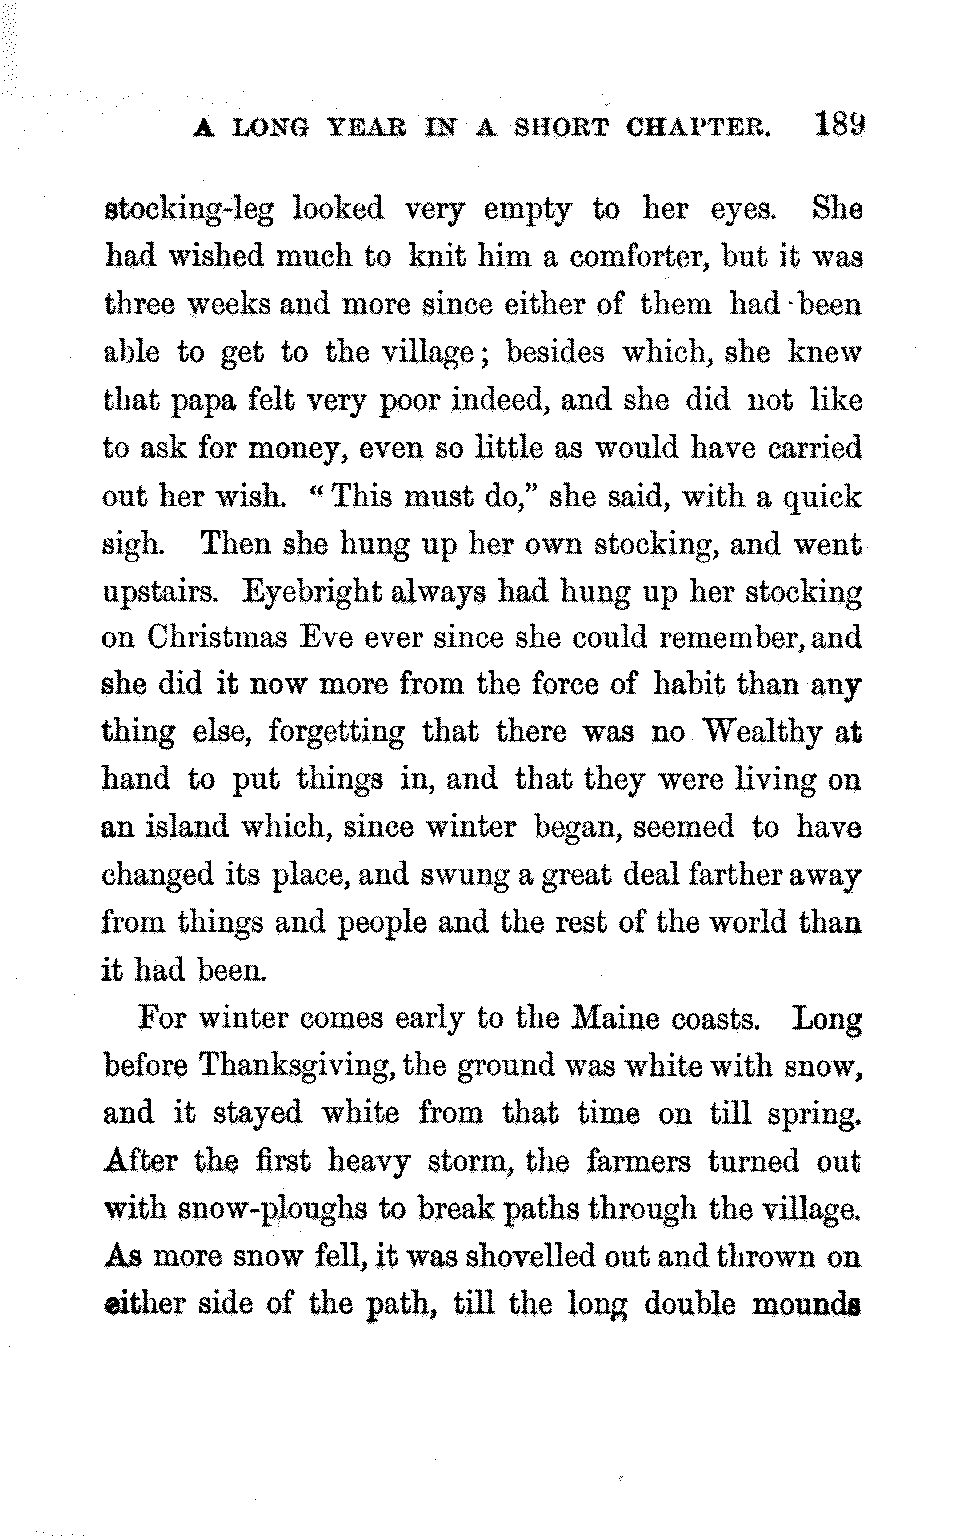 A LONG YEAR IN A SHORT CHAPTER. 189
stocking-leg looked very empty to her eyes. She
had wished much to knit him a comforter, but it was
three weeks and more since either of them had been
able to get to the village; besides which, she knew
that papa felt very poor indeed, and she did not like
to ask for money, even so little as would have carried
out her wish. “This must do,” she said, with a quick
sigh. Then she hung up her own stocking, and went
upstairs. Eyebright always had hung up her stocking
on Christmas Eve ever since she could remember, and
she did it now more from the force of habit than any
thing else, forgetting that there was no Wealthy at
hand to put things in, and that they were living on
an island which, since winter began, seemed to have
changed its place, and swung a great deal farther away
from things and people and the rest of the world than
it had been.
For winter comes early to the Maine coasts. Long
before Thanksgiving, the ground was white with snow,
and it stayed white from that time on till spring.
After the first heavy storm, the farmers turned out
with snow-ploughs to break paths through the village.
As more snow fell, it was shovelled out and thrown on
either side of the path, till the long double mounds